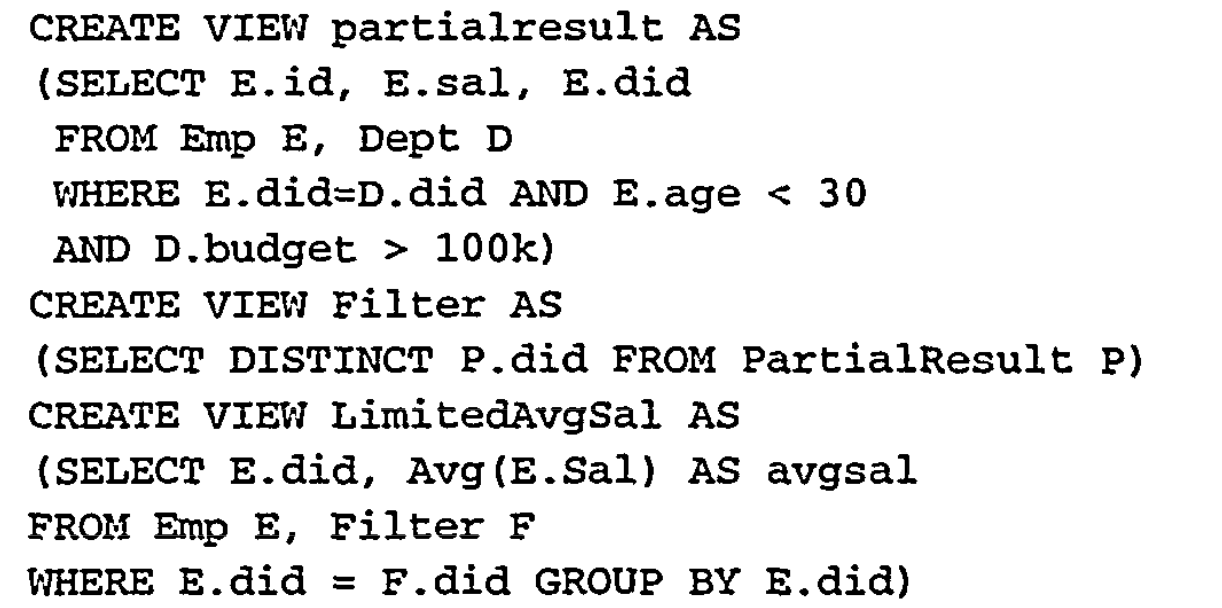 CREATE VIEW partialresult AS
(SELECT E.id, E.sal, E.did
FROM Emp E, Dept D
WHERE E.did=D.did AND E.age < 30
AND D.budget > 100k)
CREATE VIEW Filter AS
(SELECT DISTINCT P.did FROM PartialResult P)
CREATE VIEW LimitedAvgSal AS
(SELECT E.did, Avg(E.Sal) AS avgsal
FROM Emp E, Filter F
WHERE E.did = F.did GROUP BY E.did)